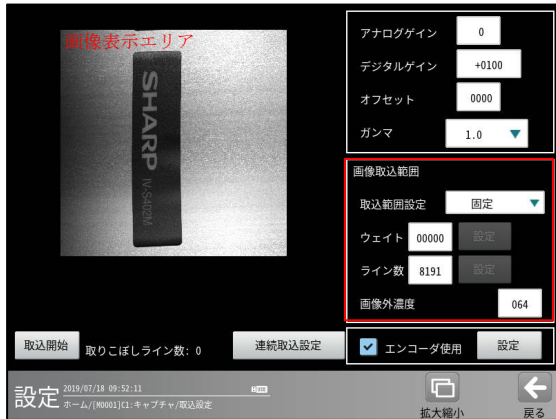 画像表示エリア
SHARP
IV-S402M
アナログゲイン 0
デジタルゲイン +0100
オフセット 0000
ガンマ 1.0
画像取込範囲
取込範囲設定 固定
ウェイト 00000 設定
ライン数 8191 設定
画像外濃度 064
取込開始 取りこぼしライン数: 0 連続取込設定
エンコーダ使用 設定
設定 2019/07/18 09:52:11
ホーム/[M0001]C1:キャプチャ/取込設定
拡大縮小 戻る